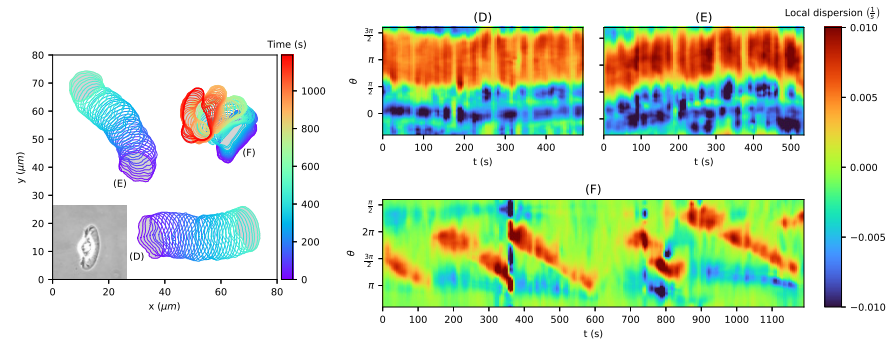 Time (s)
80
70
60
50
40
30
20
10
0
y (μm)
0 20 40 60 80
x (μm)
(E)
(F)
(D)
1000
800
600
400
200
0
(D)
3π/2
π
π/2
0
θ
0 100 200 300 400
t (s)
(E)
0 100 200 300 400 500
t (s)
(F)
π/2
2π
3π/2
π
θ
0 100 200 300 400 500 600 700 800 900 1000 1100
t (s)
Local dispersion (1/s)
0.010
0.005
0.000
−0.005
−0.010